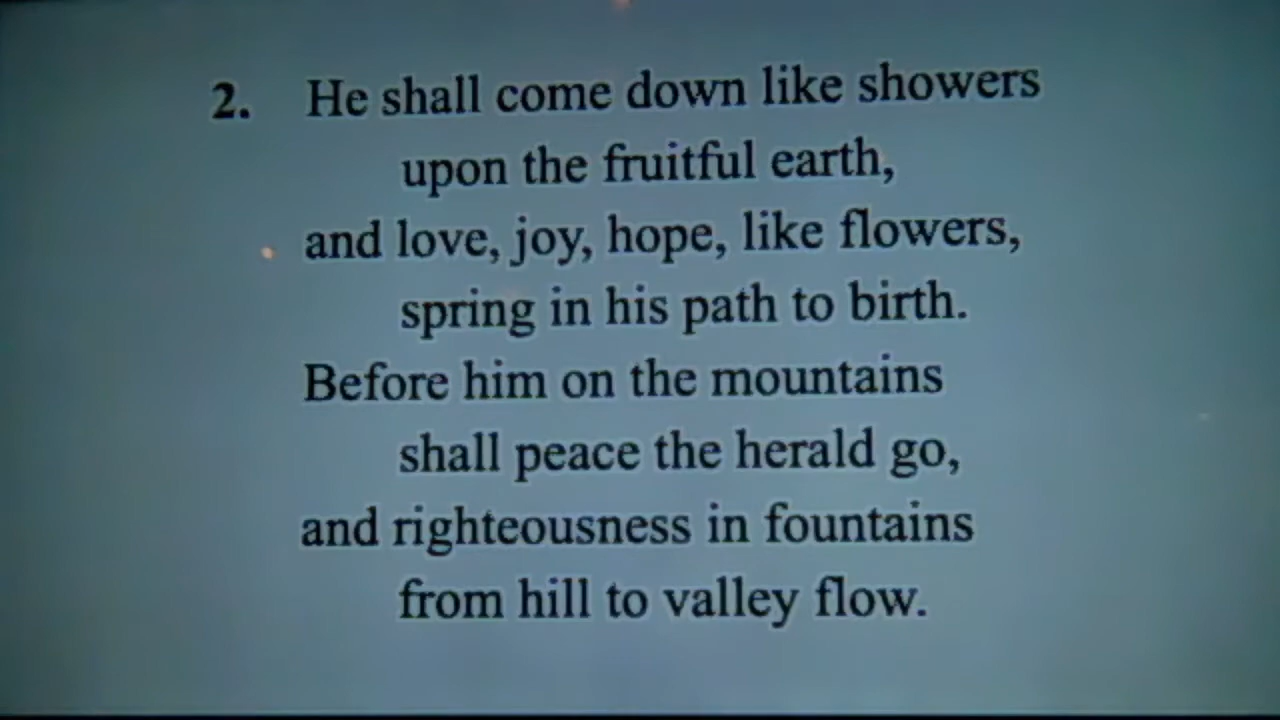 2. He shall come down like showers
upon the fruitful earth,
and love, joy, hope, like flowers,
spring in his path to birth.
Before him on the mountains
shall peace the herald go,
and righteousness in fountains
from hill to valley flow.